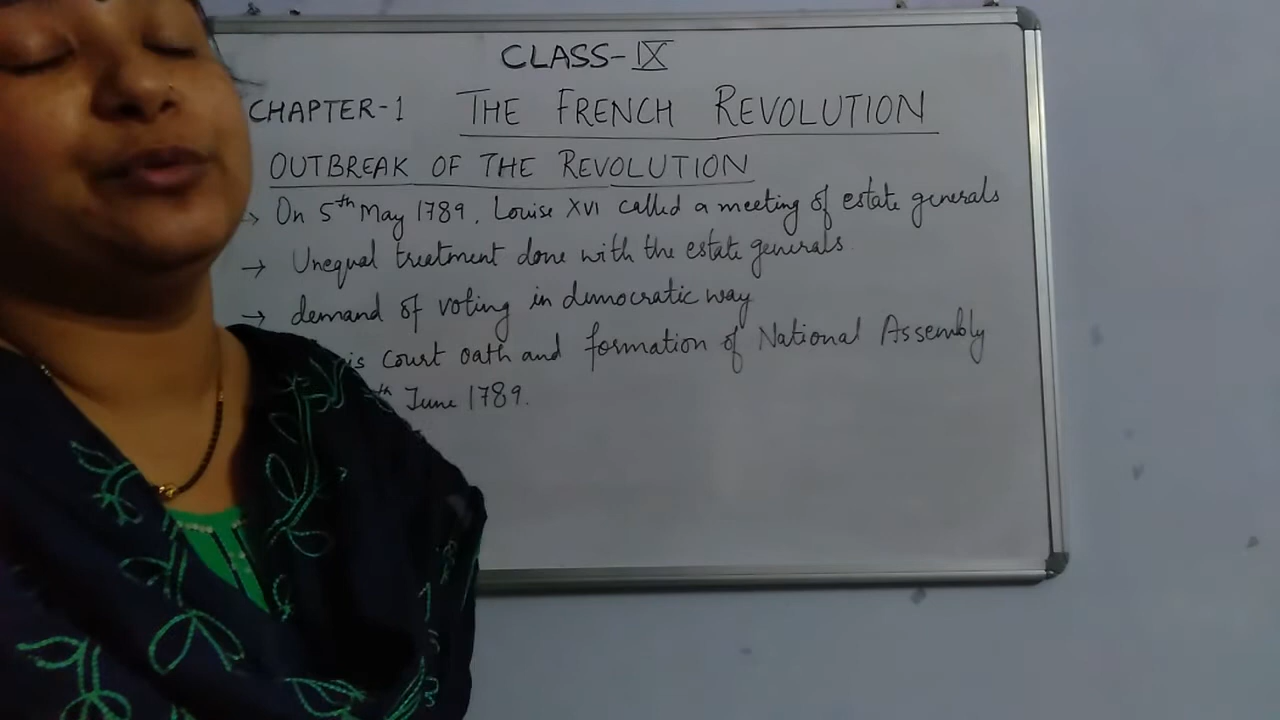 CLASS-IX
CHAPTER-1 THE FRENCH REVOLUTION
OUTBREAK OF THE REVOLUTION
→ On 5th May 1789, Louise XVI called a meeting of estate generals
→ Unequal treatment done with the estate generals
→ demand of voting in democratic way
court oath and formation of National Assembly
June 1789.